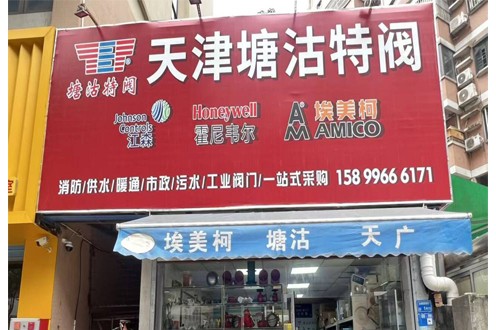 天津塘沽特阀
塘沽特阀
Johnson Controls
江森
Honeywell
霍尼韦尔
埃美柯
AMICO
消防/供水/暖通/市政/污水/工业阀门/一站式采购 158 9966 6171
埃美柯 塘沽 天广